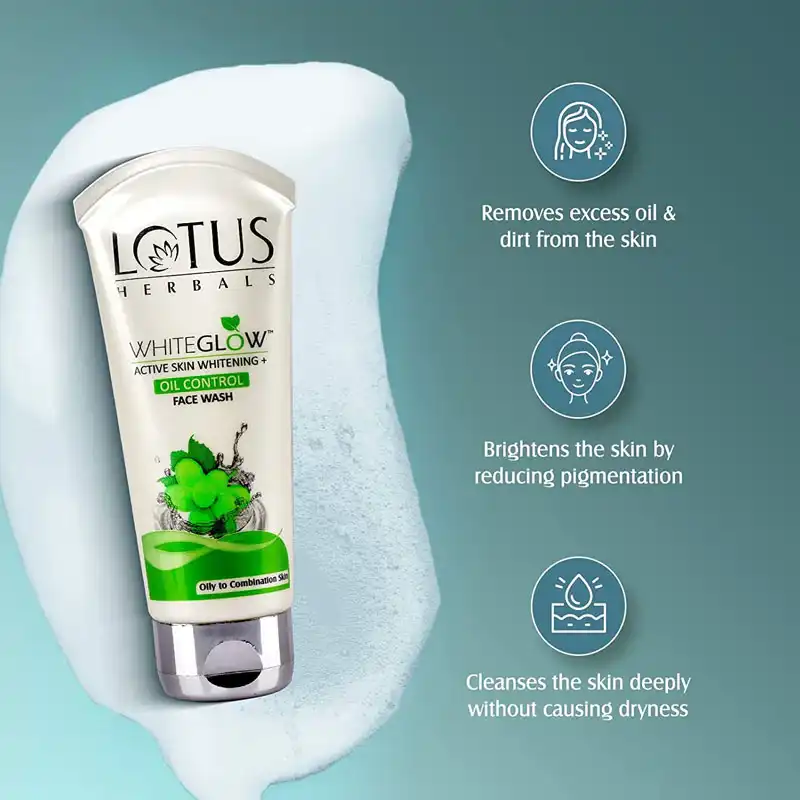 LOTUS
HERBALS
WHITEGLOW™
ACTIVE SKIN WHITENING +
OIL CONTROL
FACE WASH
Oily to Combination Skin
Removes excess oil &
dirt from the skin
Brightens the skin by
reducing pigmentation
Cleanses the skin deeply
without causing dryness